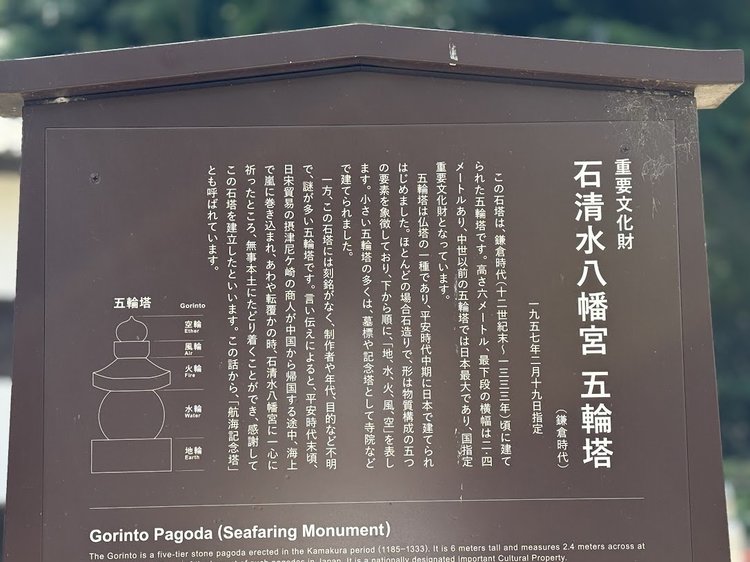 重要文化財
石清水八幡宮 五輪塔
(鎌倉時代)
一九五七年二月十九日指定
この石塔は、鎌倉時代(十二世紀末～一三三三年)頃に建て
られた五輪塔です。高さ六メートル、最下段の横幅は二・四
メートルあり、中世以前の五輪塔では日本最大であり、国指定
重要文化財となっています。
五輪塔は仏塔の一種であり、平安時代中期に日本で建てられ
はじめました。ほとんどの場合石造りで、形は物質構成の五つ
の要素を象徴しており、下から順に、「地、水、火、風、空」を表し
ます。小さい五輪塔の多くは、墓標や記念塔として寺院など
で建てられました。
一方、この石塔には刻銘がなく、制作者や年代、目的など不明
で、謎が多い五輪塔です。言い伝えによると、平安時代末頃、
日宋貿易の摂津尼ケ崎の商人が中国から帰国する途中、海上
で嵐に巻き込まれ、あわや転覆かの時、石清水八幡宮に一心に
祈ったところ、無事本土にたどり着くことができ、感謝して
この石塔を建立したといいます。この話から、「航海記念塔」
とも呼ばれています。
五輪塔 Gorinto
空輪
Ether
風輪
Air
火輪
Fire
水輪
Water
地輪
Earth
Gorinto Pagoda (Seafaring Monument)
The Gorinto is a five-tier stone pagoda erected in the Kamakura period (1185–1333). It is 6 meters tall and measures 2.4 meters across at
pagodas in Japan. It is a nationally designated Important Cultural Property.